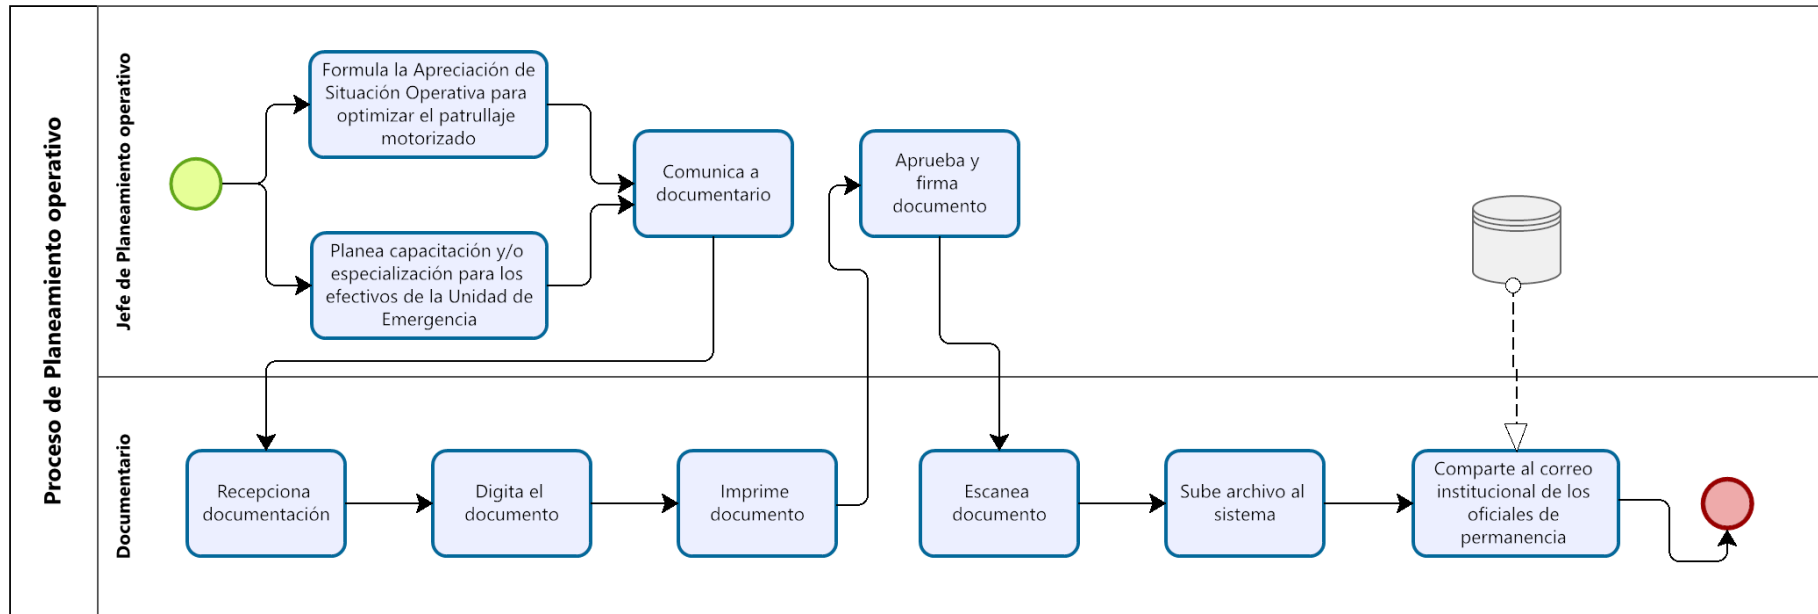 Proceso de Planeamiento operativo
Jefe de Planeamiento operativo
Formula la Apreciación de
Situación Operativa para
optimizar el patrullaje
motorizado
Planea capacitación y/o
especialización para los
efectivos de la Unidad de
Emergencia
Comunica a
documentario
Aprueba y
firma
documento
Documentario
Recepciona
documentación
Digita el
documento
Imprime
documento
Escanea
documento
Sube archivo al
sistema
Comparte al correo
institucional de los
oficiales de
permanencia